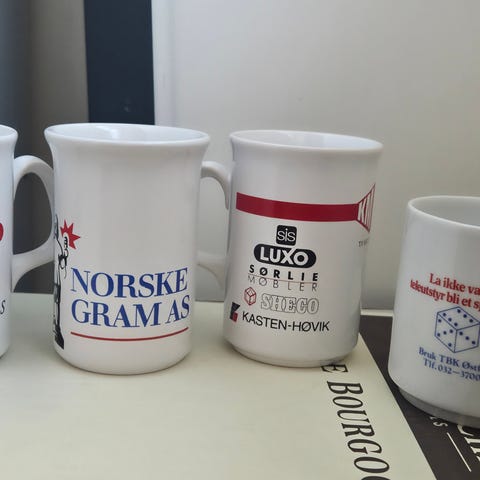 NORSKE
GRAM AS
sis
LUXO
SØRLIE
MØBLER
SHECO
KASTEN-HØVIK
La ikke va
teleutstyr bli et s
Bruk TBK Øst
Tlf. 032-3700
E BOURGO